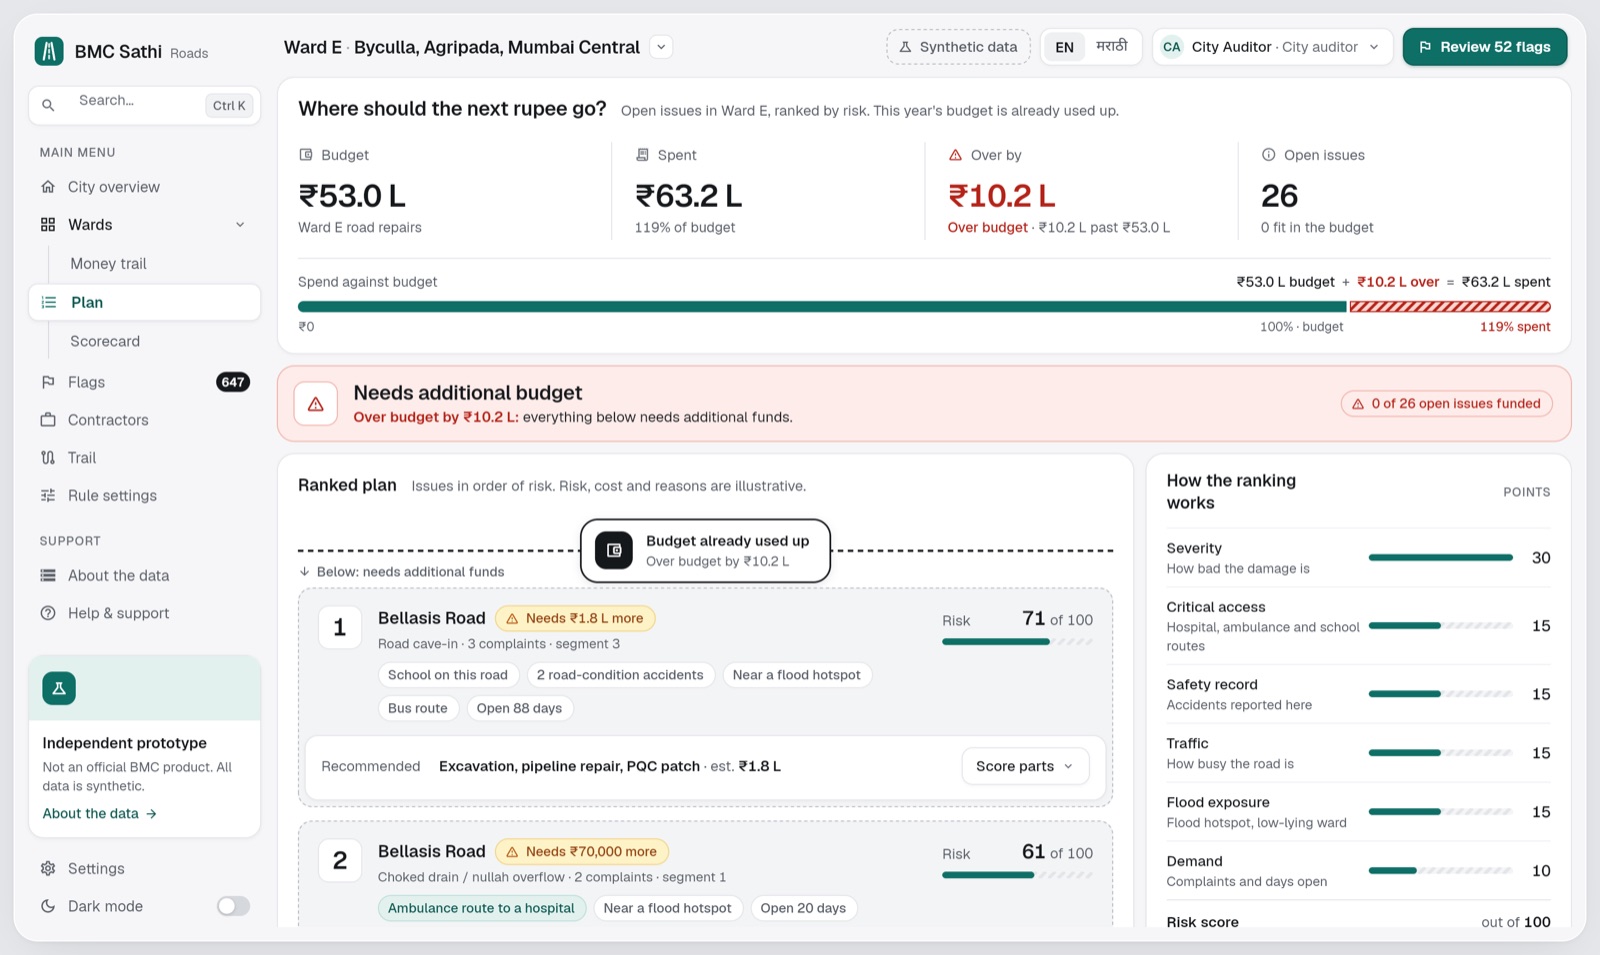 BMC Sathi Roads
Search...
Ctrl K
MAIN MENU
City overview
Wards
Money trail
Plan
Scorecard
Flags
647
Contractors
Trail
Rule settings
SUPPORT
About the data
Help & support
Independent prototype
Not an official BMC product. All
data is synthetic.
About the data →
Settings
Dark mode
Ward E · Byculla, Agripada, Mumbai Central
Synthetic data
EN
मराठी
CA
City Auditor · City auditor
Review 52 flags
Where should the next rupee go?
Open issues in Ward E, ranked by risk. This year's budget is already used up.
Budget
₹53.0 L
Ward E road repairs
Spent
₹63.2 L
119% of budget
Over by
₹10.2 L
Over budget · ₹10.2 L past ₹53.0 L
Open issues
26
0 fit in the budget
Spend against budget
₹53.0 L budget + ₹10.2 L over = ₹63.2 L spent
₹0
100% · budget
119% spent
Needs additional budget
Over budget by ₹10.2 L: everything below needs additional funds.
0 of 26 open issues funded
Ranked plan
Issues in order of risk. Risk, cost and reasons are illustrative.
Budget already used up
Over budget by ₹10.2 L
↓ Below: needs additional funds
1
Bellasis Road
Needs ₹1.8 L more
Road cave-in · 3 complaints · segment 3
Risk
71 of 100
School on this road
2 road-condition accidents
Near a flood hotspot
Bus route
Open 88 days
Recommended
Excavation, pipeline repair, PQC patch · est. ₹1.8 L
Score parts
2
Bellasis Road
Needs ₹70,000 more
Choked drain / nullah overflow · 2 complaints · segment 1
Risk
61 of 100
Ambulance route to a hospital
Near a flood hotspot
Open 20 days
How the ranking
works
POINTS
Severity
How bad the damage is
30
Critical access
Hospital, ambulance and school
routes
15
Safety record
Accidents reported here
15
Traffic
How busy the road is
15
Flood exposure
Flood hotspot, low-lying ward
15
Demand
Complaints and days open
10
Risk score
out of 100